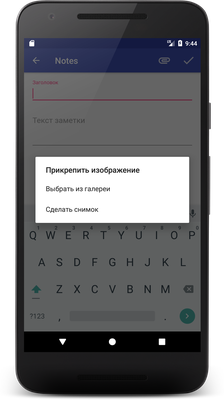 9:44
Notes
Заголовок
Текст заметки
Прикрепить изображение
Выбрать из галереи
Сделать снимок
Q W E R T Y U I O P
A S D F G H J K L
Z X C V B N M
?123 , .